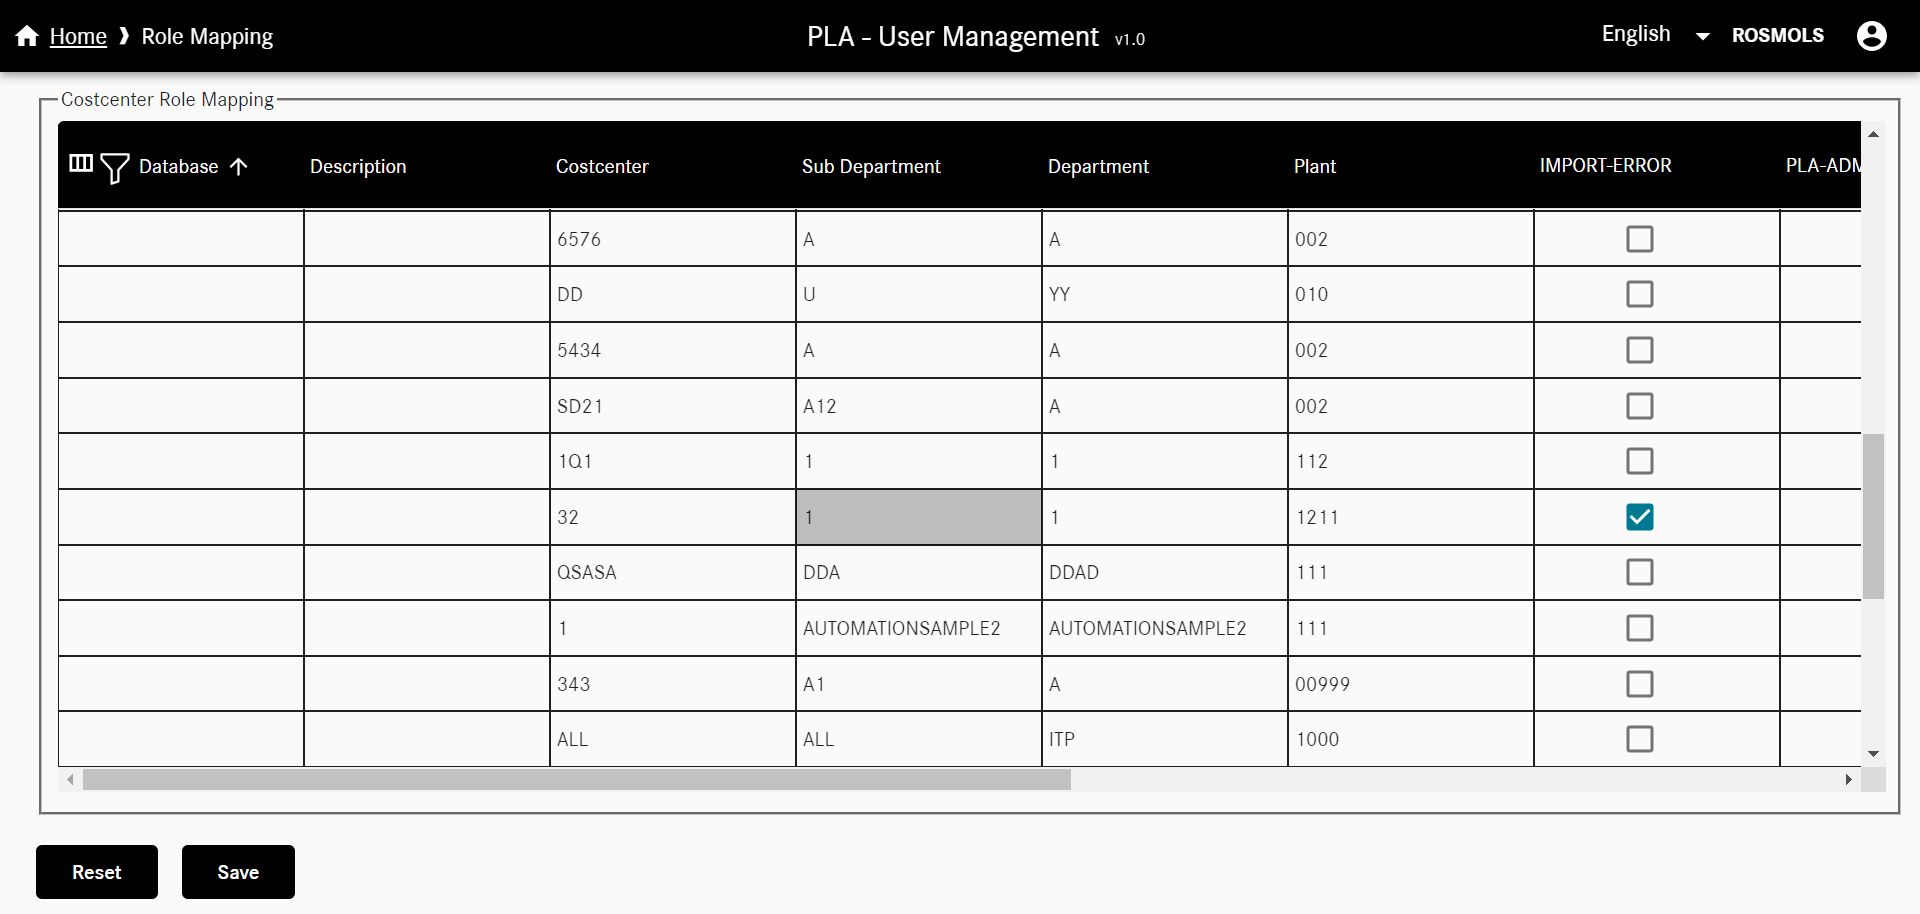 Home ❱ Role Mapping
PLA - User Management v1.0
English
ROSMOLS
Costcenter Role Mapping
Database Description Costcenter Sub Department Department Plant IMPORT-ERROR PLA-ADM
6576 A A 002
DD U YY 010
5434 A A 002
SD21 A12 A 002
1Q1 1 1 112
32 1 1 1211
QSASA DDA DDAD 111
1 AUTOMATIONSAMPLE2 AUTOMATIONSAMPLE2 111
343 A1 A 00999
ALL ALL ITP 1000
Reset Save